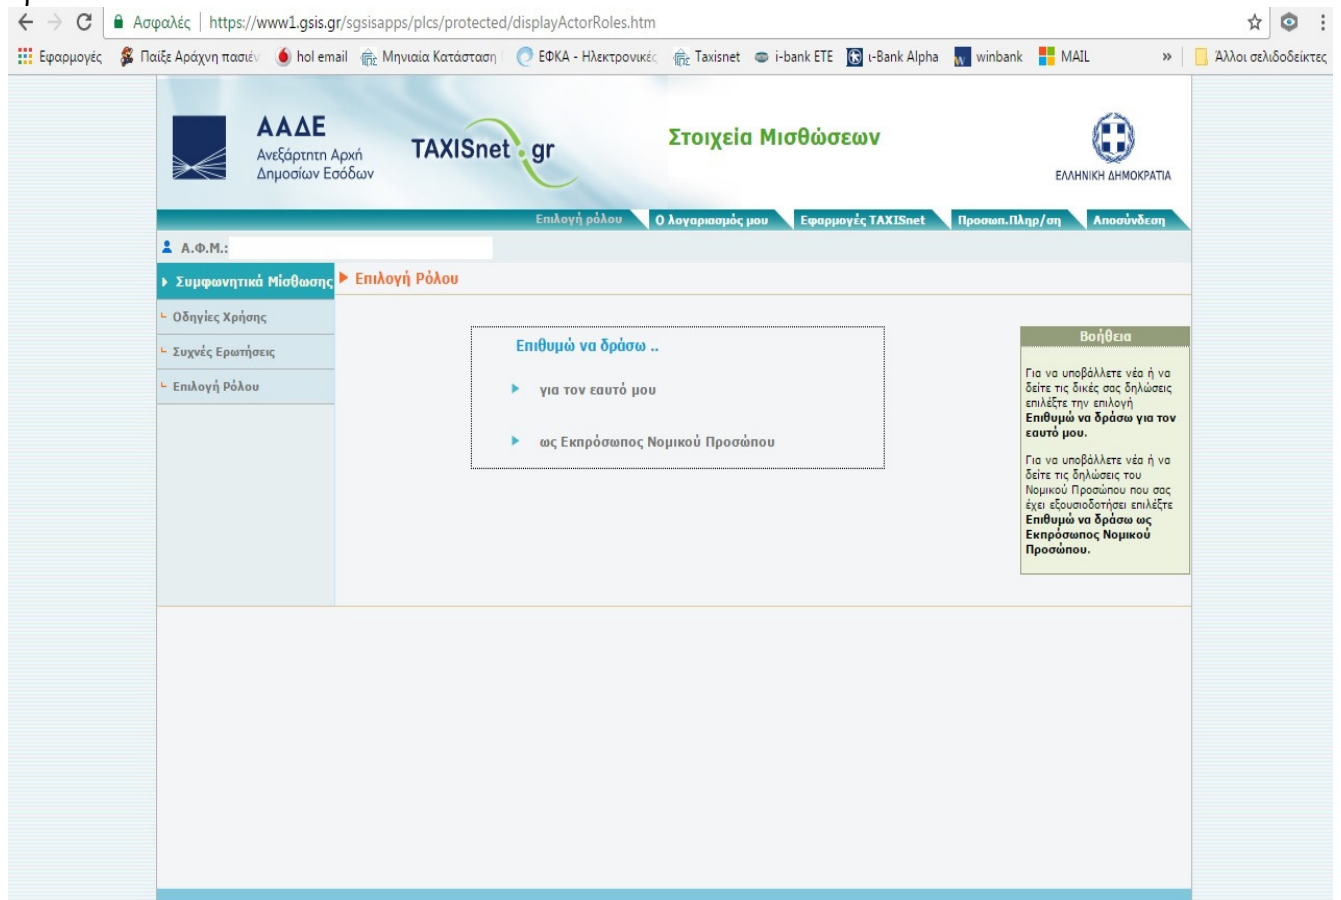 Ασφαλές | https://www1.gsis.gr/sgsisapps/plcs/protected/displayActorRoles.htm
Εφαρμογές Παίξε Αράχνη πασιέν hol email Μηνιαία Κατάσταση ΕΦΚΑ - Ηλεκτρονικές Taxisnet i-bank ETE ι-Bank Alpha winbank MAIL » Άλλοι σελιδοδείκτες
ΑΑΔΕ
Ανεξάρτητη Αρχή
Δημοσίων Εσόδων
TAXISnet gr
Στοιχεία Μισθώσεων
ΕΛΛΗΝΙΚΗ ΔΗΜΟΚΡΑΤΙΑ
Επιλογή ρόλου Ο λογαριασμός μου Εφαρμογές TAXISnet Προσωπ.Πληρ/ση Αποσύνδεση
Α.Φ.Μ.:
Συμφωνητικά Μίσθωσης
Οδηγίες Χρήσης
Συχνές Ερωτήσεις
Επιλογή Ρόλου
Επιλογή Ρόλου
Επιθυμώ να δράσω ..
για τον εαυτό μου
ως Εκπρόσωπος Νομικού Προσώπου
Βοήθεια
Για να υποβάλλετε νέα ή να
δείτε τις δικές σας δηλώσεις
επιλέξτε την επιλογή
Επιθυμώ να δράσω για τον
εαυτό μου.
Για να υποβάλλετε νέα ή να
δείτε τις δηλώσεις του
Νομικού Προσώπου που σας
έχει εξουσιοδοτήσει επιλέξτε
Επιθυμώ να δράσω ως
Εκπρόσωπος Νομικού
Προσώπου.